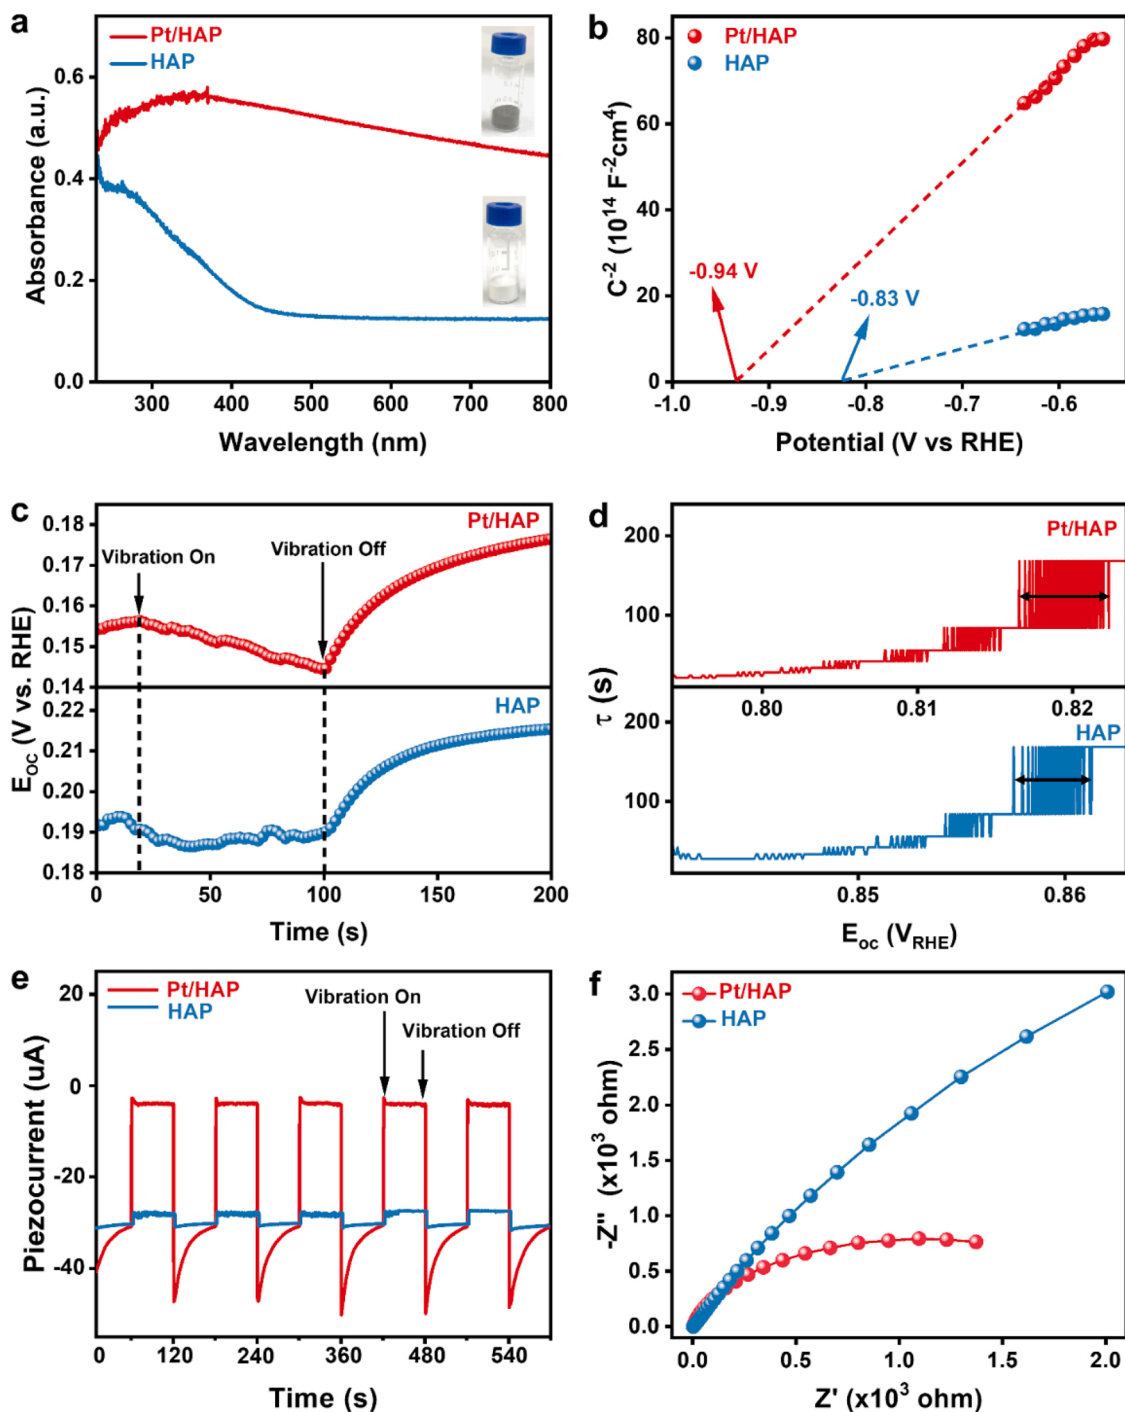 a
Pt/HAP
HAP
0.6
0.4
0.2
0.0
Absorbance (a.u.)
300 400 500 600 700 800
Wavelength (nm)
b
Pt/HAP
HAP
80
60
40
20
0
C⁻² (10¹⁴ F⁻²cm⁴)
-0.94 V
-0.83 V
-1.0 -0.9 -0.8 -0.7 -0.6
Potential (V vs RHE)
c
0.18
0.17
0.16
0.15
0.14
Pt/HAP
Vibration On
Vibration Off
0.22
0.21
0.20
0.19
0.18
HAP
E_OC (V vs. RHE)
0 50 100 150 200
Time (s)
d
200
100
Pt/HAP
0.80 0.81 0.82
τ (s)
200
100
HAP
0.85 0.86
E_oc (V_RHE)
e
Pt/HAP
HAP
Vibration On
Vibration Off
20
0
-20
-40
Piezocurrent (uA)
0 120 240 360 480 540
Time (s)
f
Pt/HAP
HAP
3.0
2.5
2.0
1.5
1.0
0.5
0.0
-Z'' (x10³ ohm)
0.0 0.5 1.0 1.5 2.0
Z' (x10³ ohm)